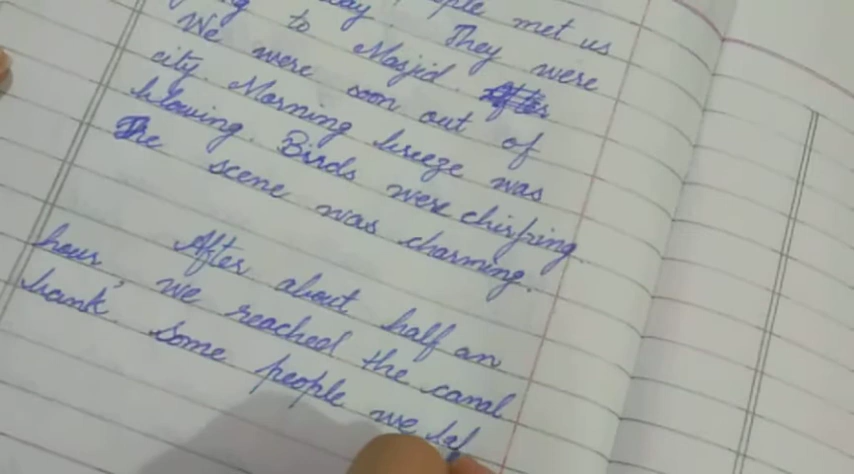 met us
They were
to Masjid. After
We were soon out of
city. Morning breeze was
blowing. Birds were chirping.
The scene was charming.
After about half an
hour, we reached the canal
bank. Some people we